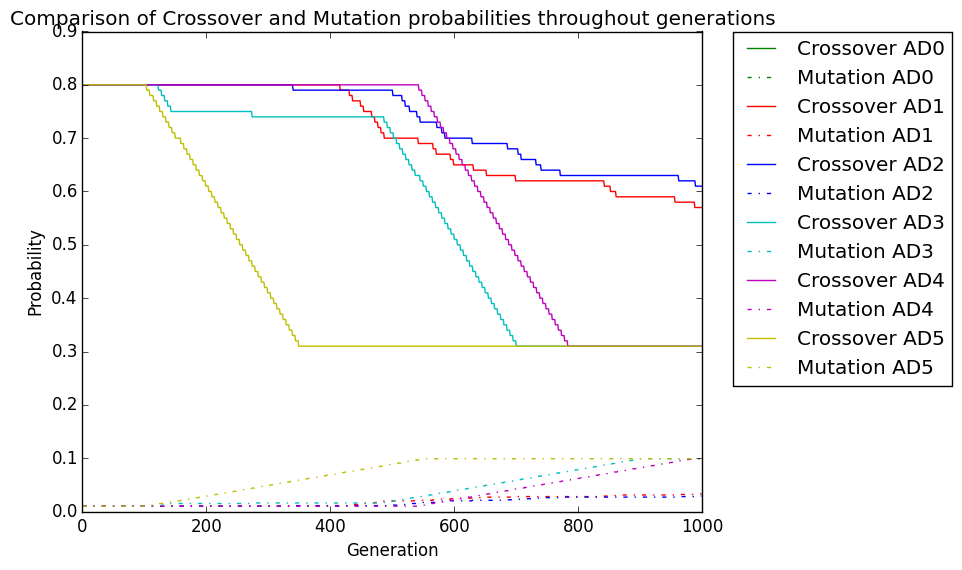 Comparison of Crossover and Mutation probabilities throughout generations
0.9
0.8
0.7
0.6
0.5
0.4
0.3
0.2
0.1
0.0
Probability
0 200 400 600 800 1000
Generation
Crossover AD0
Mutation AD0
Crossover AD1
Mutation AD1
Crossover AD2
Mutation AD2
Crossover AD3
Mutation AD3
Crossover AD4
Mutation AD4
Crossover AD5
Mutation AD5